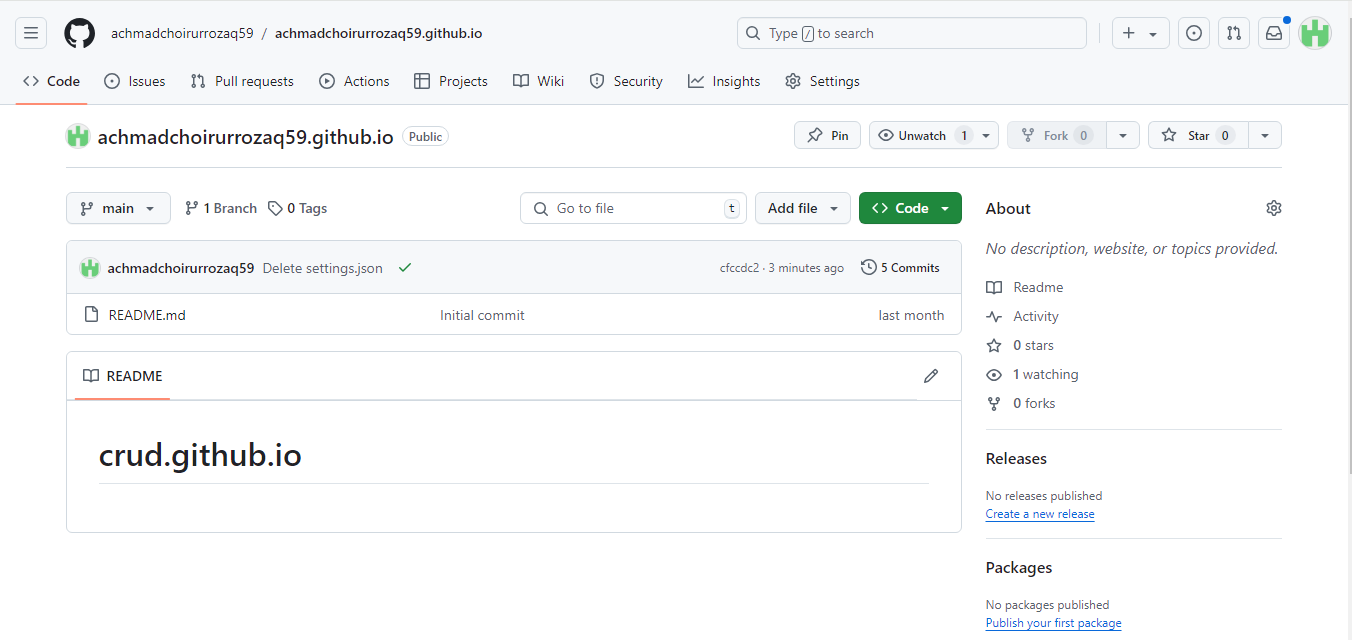 achmadchoirurrozaq59 / achmadchoirurrozaq59.github.io Type / to search
Code Issues Pull requests Actions Projects Wiki Security Insights Settings
achmadchoirurrozaq59.github.io Public Pin Unwatch 1 Fork 0 Star 0
main 1 Branch 0 Tags Go to file t Add file Code
achmadchoirurrozaq59 Delete settings.json cfccdc2 · 3 minutes ago 5 Commits
README.md Initial commit last month
README
crud.github.io
About
No description, website, or topics provided.
Readme
Activity
0 stars
1 watching
0 forks
Releases
No releases published
Create a new release
Packages
No packages published
Publish your first package